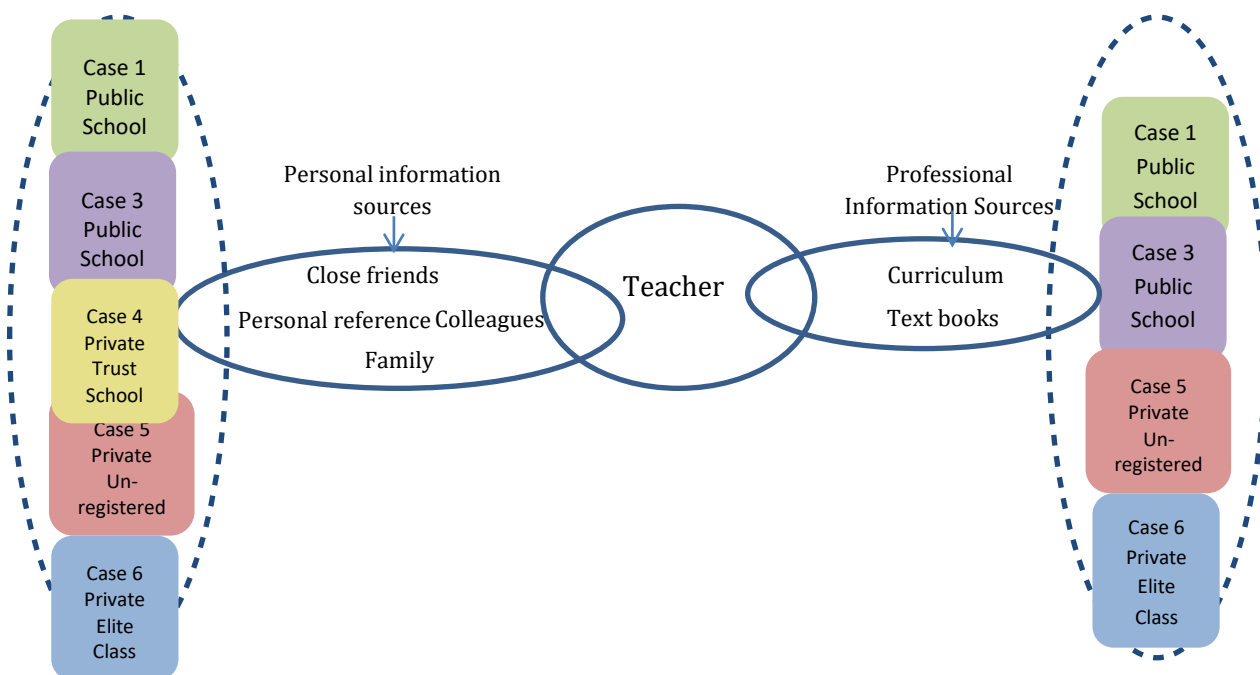 Case 1
Public
School
Case 3
Public
School
Case 4
Private
Trust
School
Case 5
Private
Un-
registered
Case 6
Private
Elite
Class
Personal information
sources
Close friends
Personal reference Colleagues
Family
Teacher
Professional
Information Sources
Curriculum
Text books
Case 1
Public
School
Case 3
Public
School
Case 5
Private
Un-
registered
Case 6
Private
Elite
Class